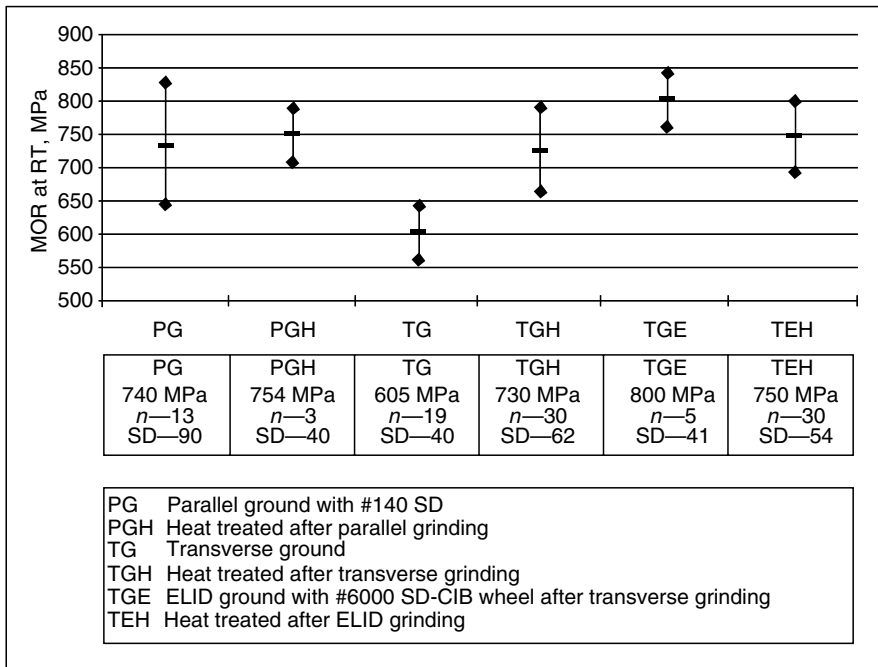 900
850
800
750
700
650
600
550
500
MOR at RT, MPa
PG PGH TG TGH TGE TEH
PG PGH TG TGH TGE TEH
740 MPa 754 MPa 605 MPa 730 MPa 800 MPa 750 MPa
n—13 n—3 n—19 n—30 n—5 n—30
SD—90 SD—40 SD—40 SD—62 SD—41 SD—54
PG Parallel ground with #140 SD
PGH Heat treated after parallel grinding
TG Transverse ground
TGH Heat treated after transverse grinding
TGE ELID ground with #6000 SD-CIB wheel after transverse grinding
TEH Heat treated after ELID grinding